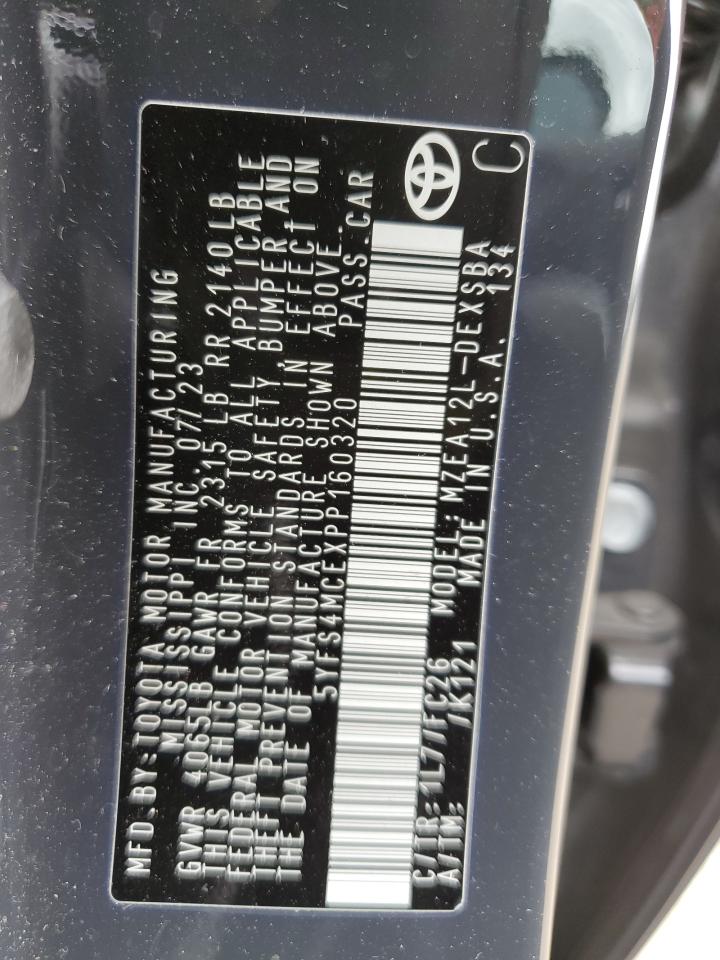 MFD.BY:TOYOTA MOTOR MANUFACTURING
MISSISSIPPI INC 07/23
GVWR 4065LB GAWR FR 2315 LB RR 2140LB
THIS VEHICLE CONFORMS TO ALL APPLICABLE
FEDERAL MOTOR VEHICLE SAFETY BUMPER AND
THEFT PREVENTION STANDARDS IN EFFECT ON
THE DATE OF MANUFACTURE SHOWN ABOVE.
5YFS4MCEXPP160320 PASS.CAR
C/TR:1L7/FC26 MODEL:MZEA12L-DEXSBA
A/TM: /K121 MADE IN U.S.A. 134
C